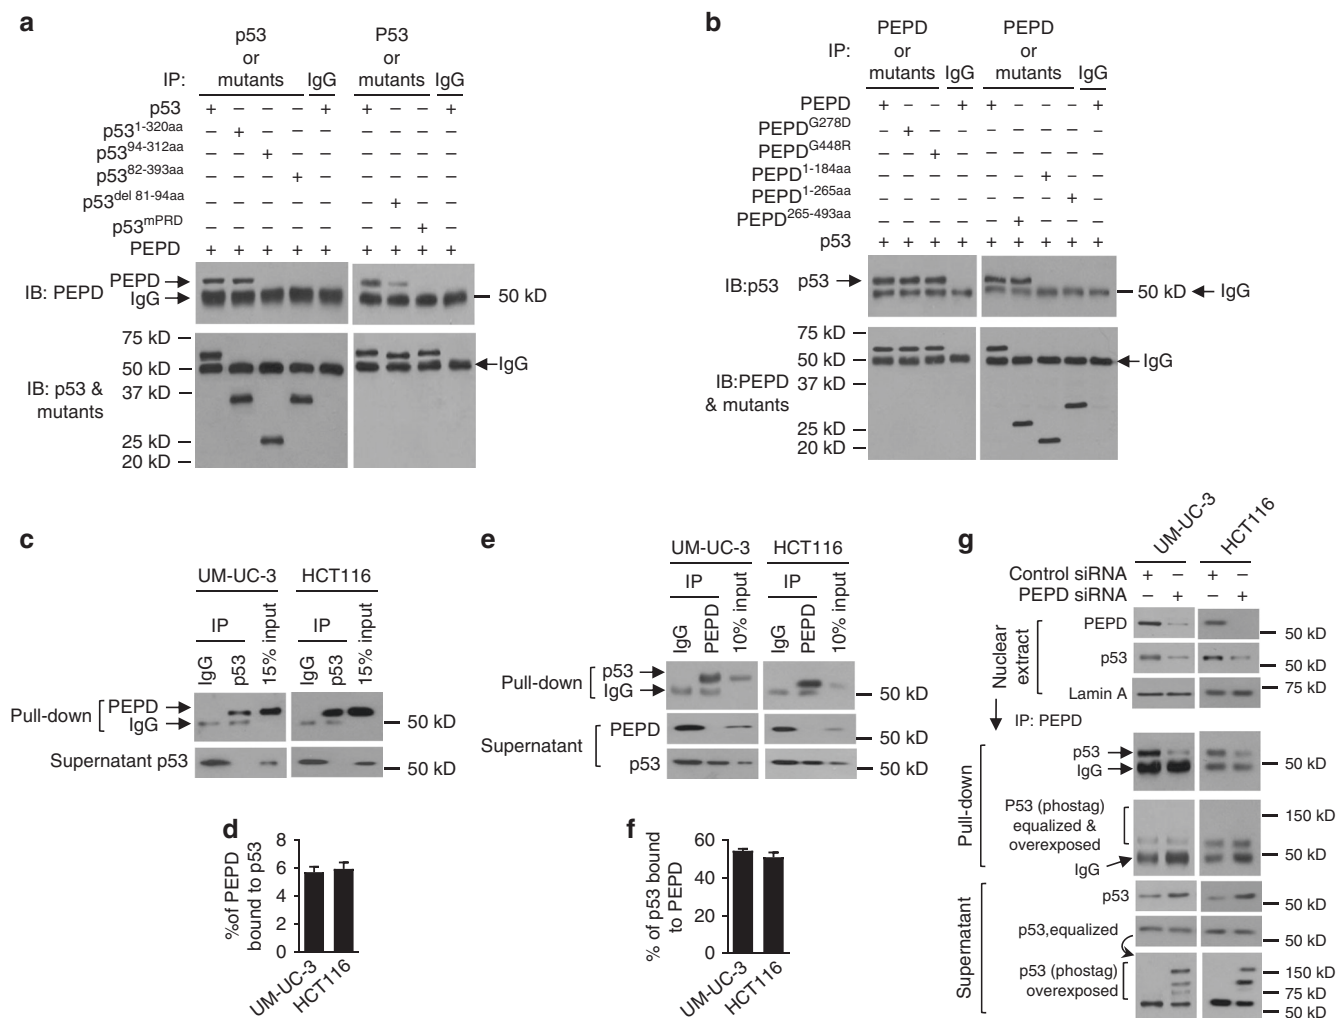 a
p53
or
mutants
P53
or
mutants
IP:
IgG
IgG
p53 + – – – + + – – +
p53^1-320aa – + – – – – – – –
p53^94-312aa – – + – – – – – –
p53^82-393aa – – – + – – – – –
p53^del 81-94aa – – – – – – + – –
p53^mPRD – – – – – – – + –
PEPD + + + + + + + + +
IB: PEPD
PEPD
IgG
50 kD
75 kD
50 kD
37 kD
25 kD
20 kD
IB: p53 &
mutants
IgG
b
PEPD
or
mutants
PEPD
or
mutants
IP:
IgG
IgG
PEPD + – – + + – – – +
PEPD^G278D – + – – – – – – –
PEPD^G448R – – + – – – – – –
PEPD^1-184aa – – – – – – + – –
PEPD^1-265aa – – – – – – – + –
PEPD^265-493aa – – – – – + – – –
p53 + + + + + + + + +
IB:p53
p53
50 kD
IgG
75 kD
50 kD
37 kD
25 kD
20 kD
IB:PEPD
& mutants
IgG
c
UM-UC-3
HCT116
IP
IP
IgG
p53
15% input
IgG
p53
15% input
Pull-down
PEPD
IgG
50 kD
Supernatant p53
50 kD
d
%of PEPD
bound to p53
8
6
4
2
0
UM-UC-3
HCT116
e
UM-UC-3
HCT116
IP
IP
IgG
PEPD
10% input
IgG
PEPD
10% input
Pull-down
p53
IgG
50 kD
Supernatant
PEPD
50 kD
p53
50 kD
f
% of p53 bound
to PEPD
60
40
20
0
UM-UC-3
HCT116
g
UM-UC-3
HCT116
Control siRNA + – + –
PEPD siRNA – + – +
Nuclear
extract
PEPD
50 kD
p53
50 kD
Lamin A
75 kD
IP: PEPD
Pull-down
p53
IgG
50 kD
P53 (phostag)
equalized &
overexposed
IgG
150 kD
50 kD
Supernatant
p53
50 kD
p53,equalized
50 kD
p53 (phostag)
overexposed
150 kD
75 kD
50 kD